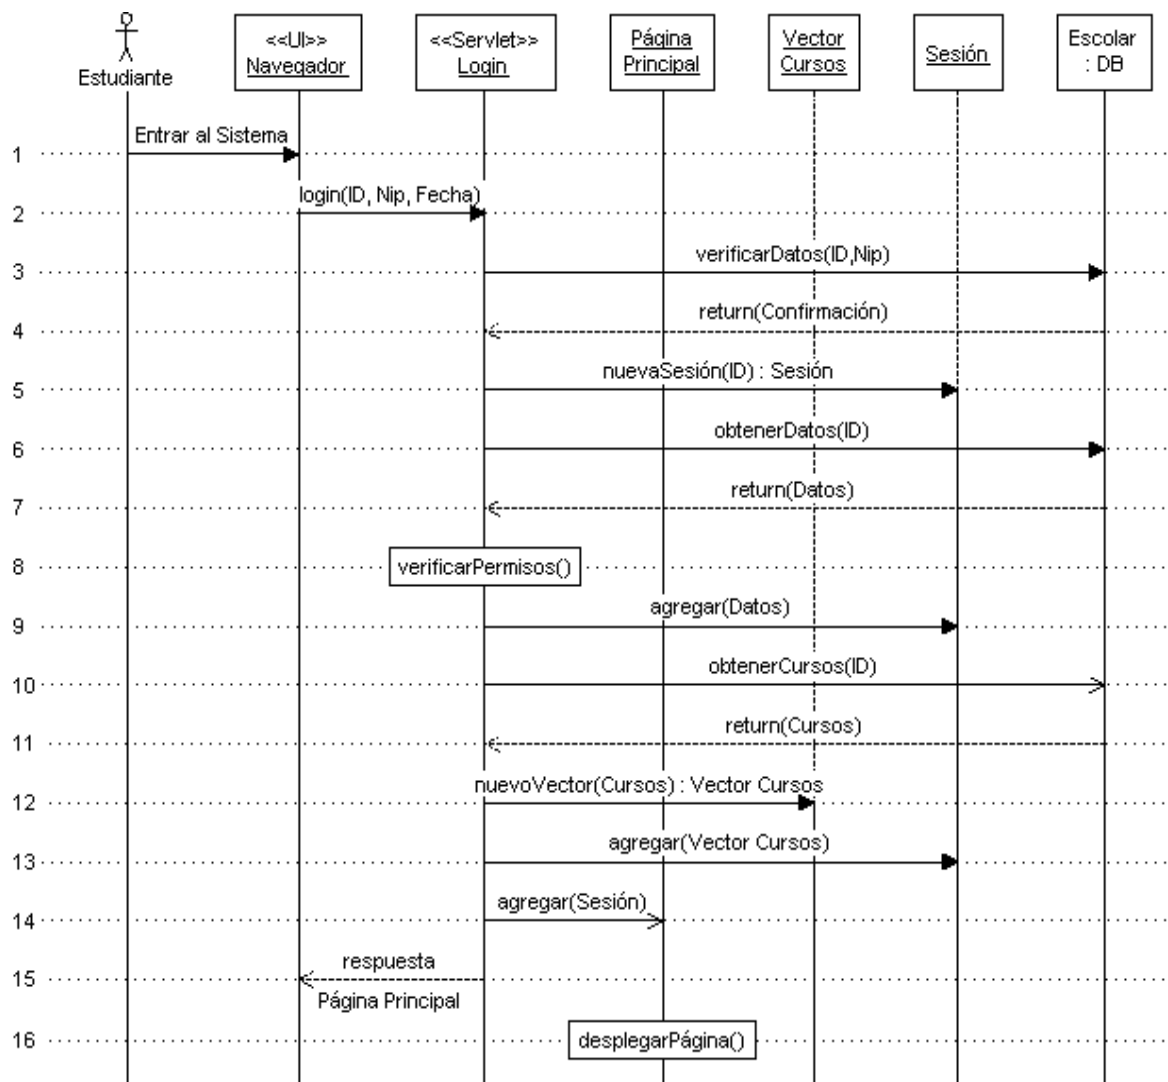 Estudiante
<<UI>>
Navegador
<<Servlet>>
Login
Página
Principal
Vector
Cursos
Sesión
Escolar
: DB
Entrar al Sistema
1
login(ID, Nip, Fecha)
2
verificarDatos(ID,Nip)
3
return(Confirmación)
4
nuevaSesión(ID) : Sesión
5
obtenerDatos(ID)
6
return(Datos)
7
8 verificarPermisos()
agregar(Datos)
9
obtenerCursos(ID)
10
return(Cursos)
11
nuevoVector(Cursos) : Vector Cursos
12
agregar(Vector Cursos)
13
agregar(Sesión)
14
respuesta
15
Página Principal
16 desplegarPágina()